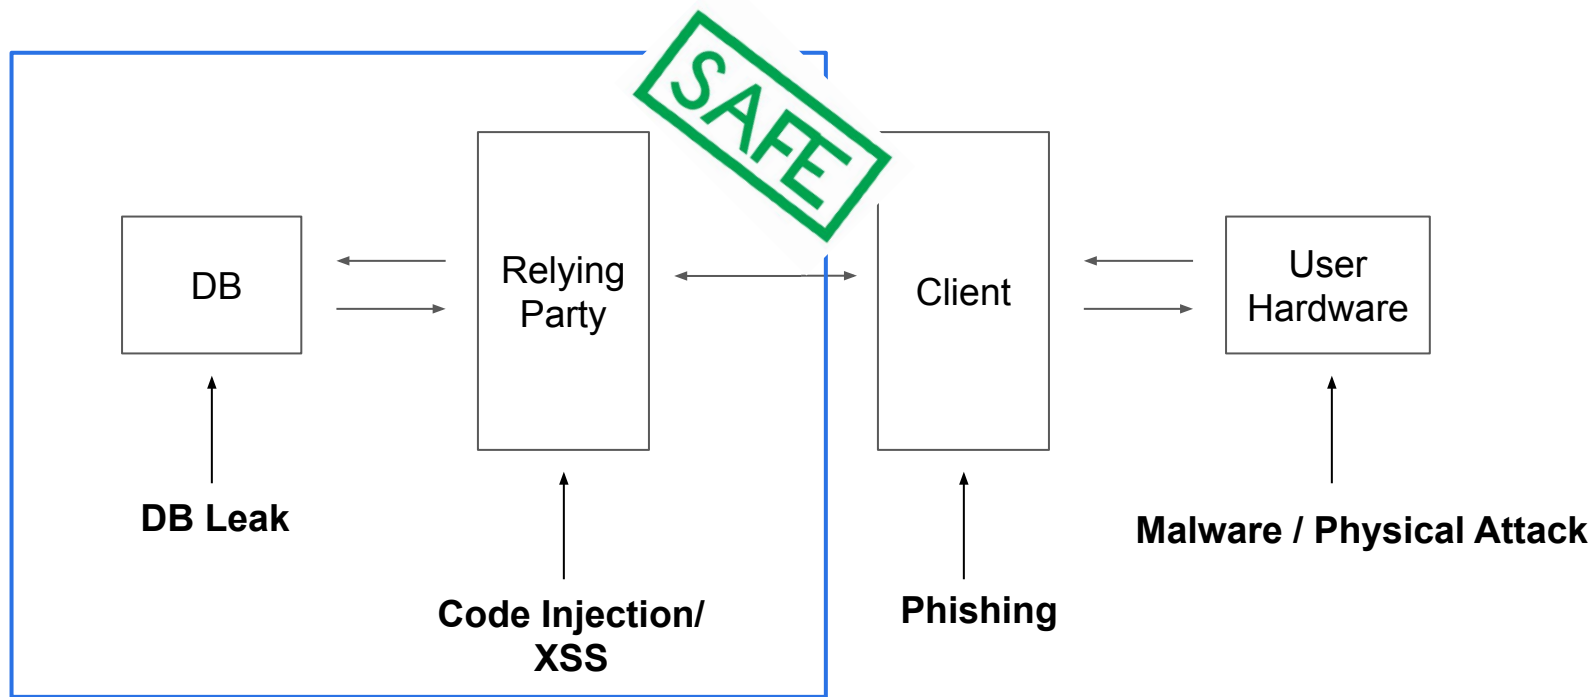 SAFE
DB
Relying
Party
Client
User
Hardware
DB Leak
Code Injection/
XSS
Phishing
Malware / Physical Attack